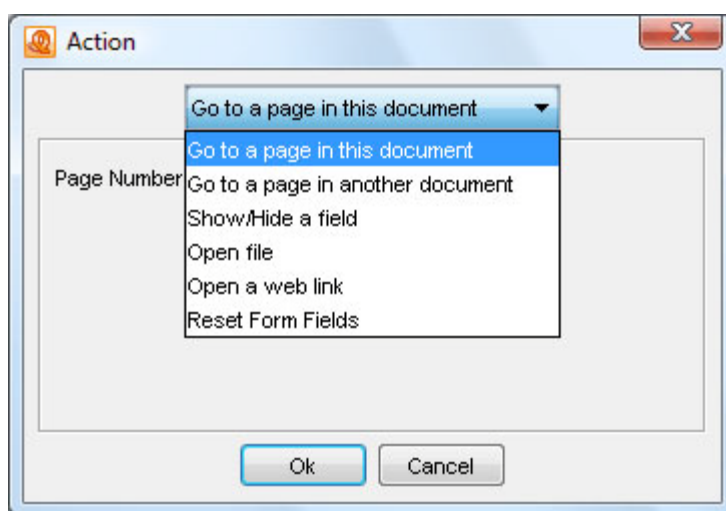 Action
Go to a page in this document
Go to a page in this document
Page Number
Go to a page in another document
Show/Hide a field
Open file
Open a web link
Reset Form Fields
Ok
Cancel